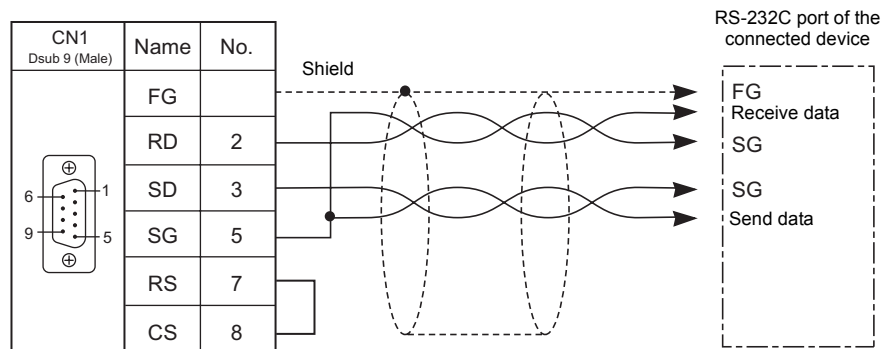 RS-232C port of the
connected device
CN1
Dsub 9 (Male)
Name
No.
Shield
FG
RD
2
SD
3
SG
5
RS
7
CS
8
6
1
9
5
FG
Receive data
SG
SG
Send data